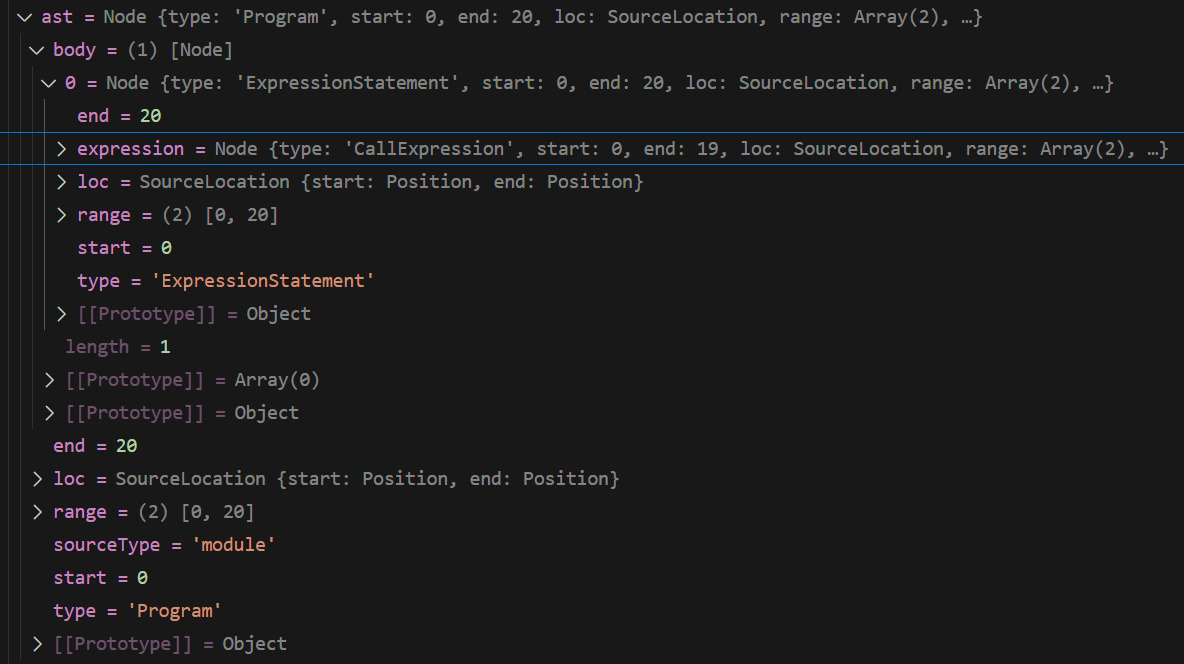 ast = Node {type: 'Program', start: 0, end: 20, loc: SourceLocation, range: Array(2), …}
body = (1) [Node]
0 = Node {type: 'ExpressionStatement', start: 0, end: 20, loc: SourceLocation, range: Array(2), …}
end = 20
expression = Node {type: 'CallExpression', start: 0, end: 19, loc: SourceLocation, range: Array(2), …}
loc = SourceLocation {start: Position, end: Position}
range = (2) [0, 20]
start = 0
type = 'ExpressionStatement'
[[Prototype]] = Object
length = 1
[[Prototype]] = Array(0)
[[Prototype]] = Object
end = 20
loc = SourceLocation {start: Position, end: Position}
range = (2) [0, 20]
sourceType = 'module'
start = 0
type = 'Program'
[[Prototype]] = Object